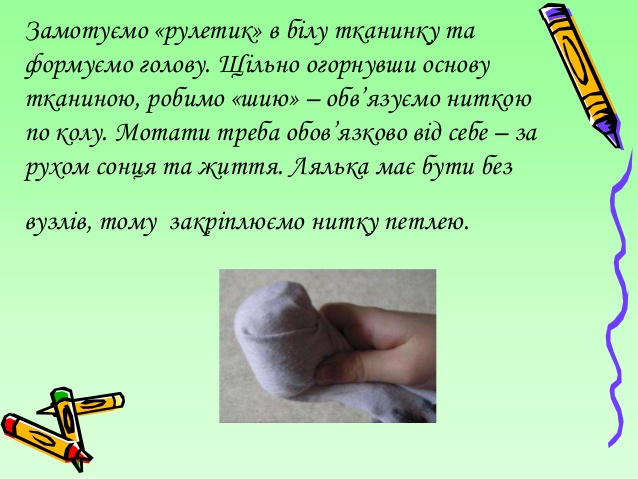 Замотуємо «рулетик» в білу тканинку та
формуємо голову. Щільно огорнувши основу
тканиною, робимо «шию» – обв’язуємо ниткою
по колу. Мотати треба обов’язково від себе – за
рухом сонця та життя. Лялька має бути без
вузлів, тому закріплюємо нитку петлею.